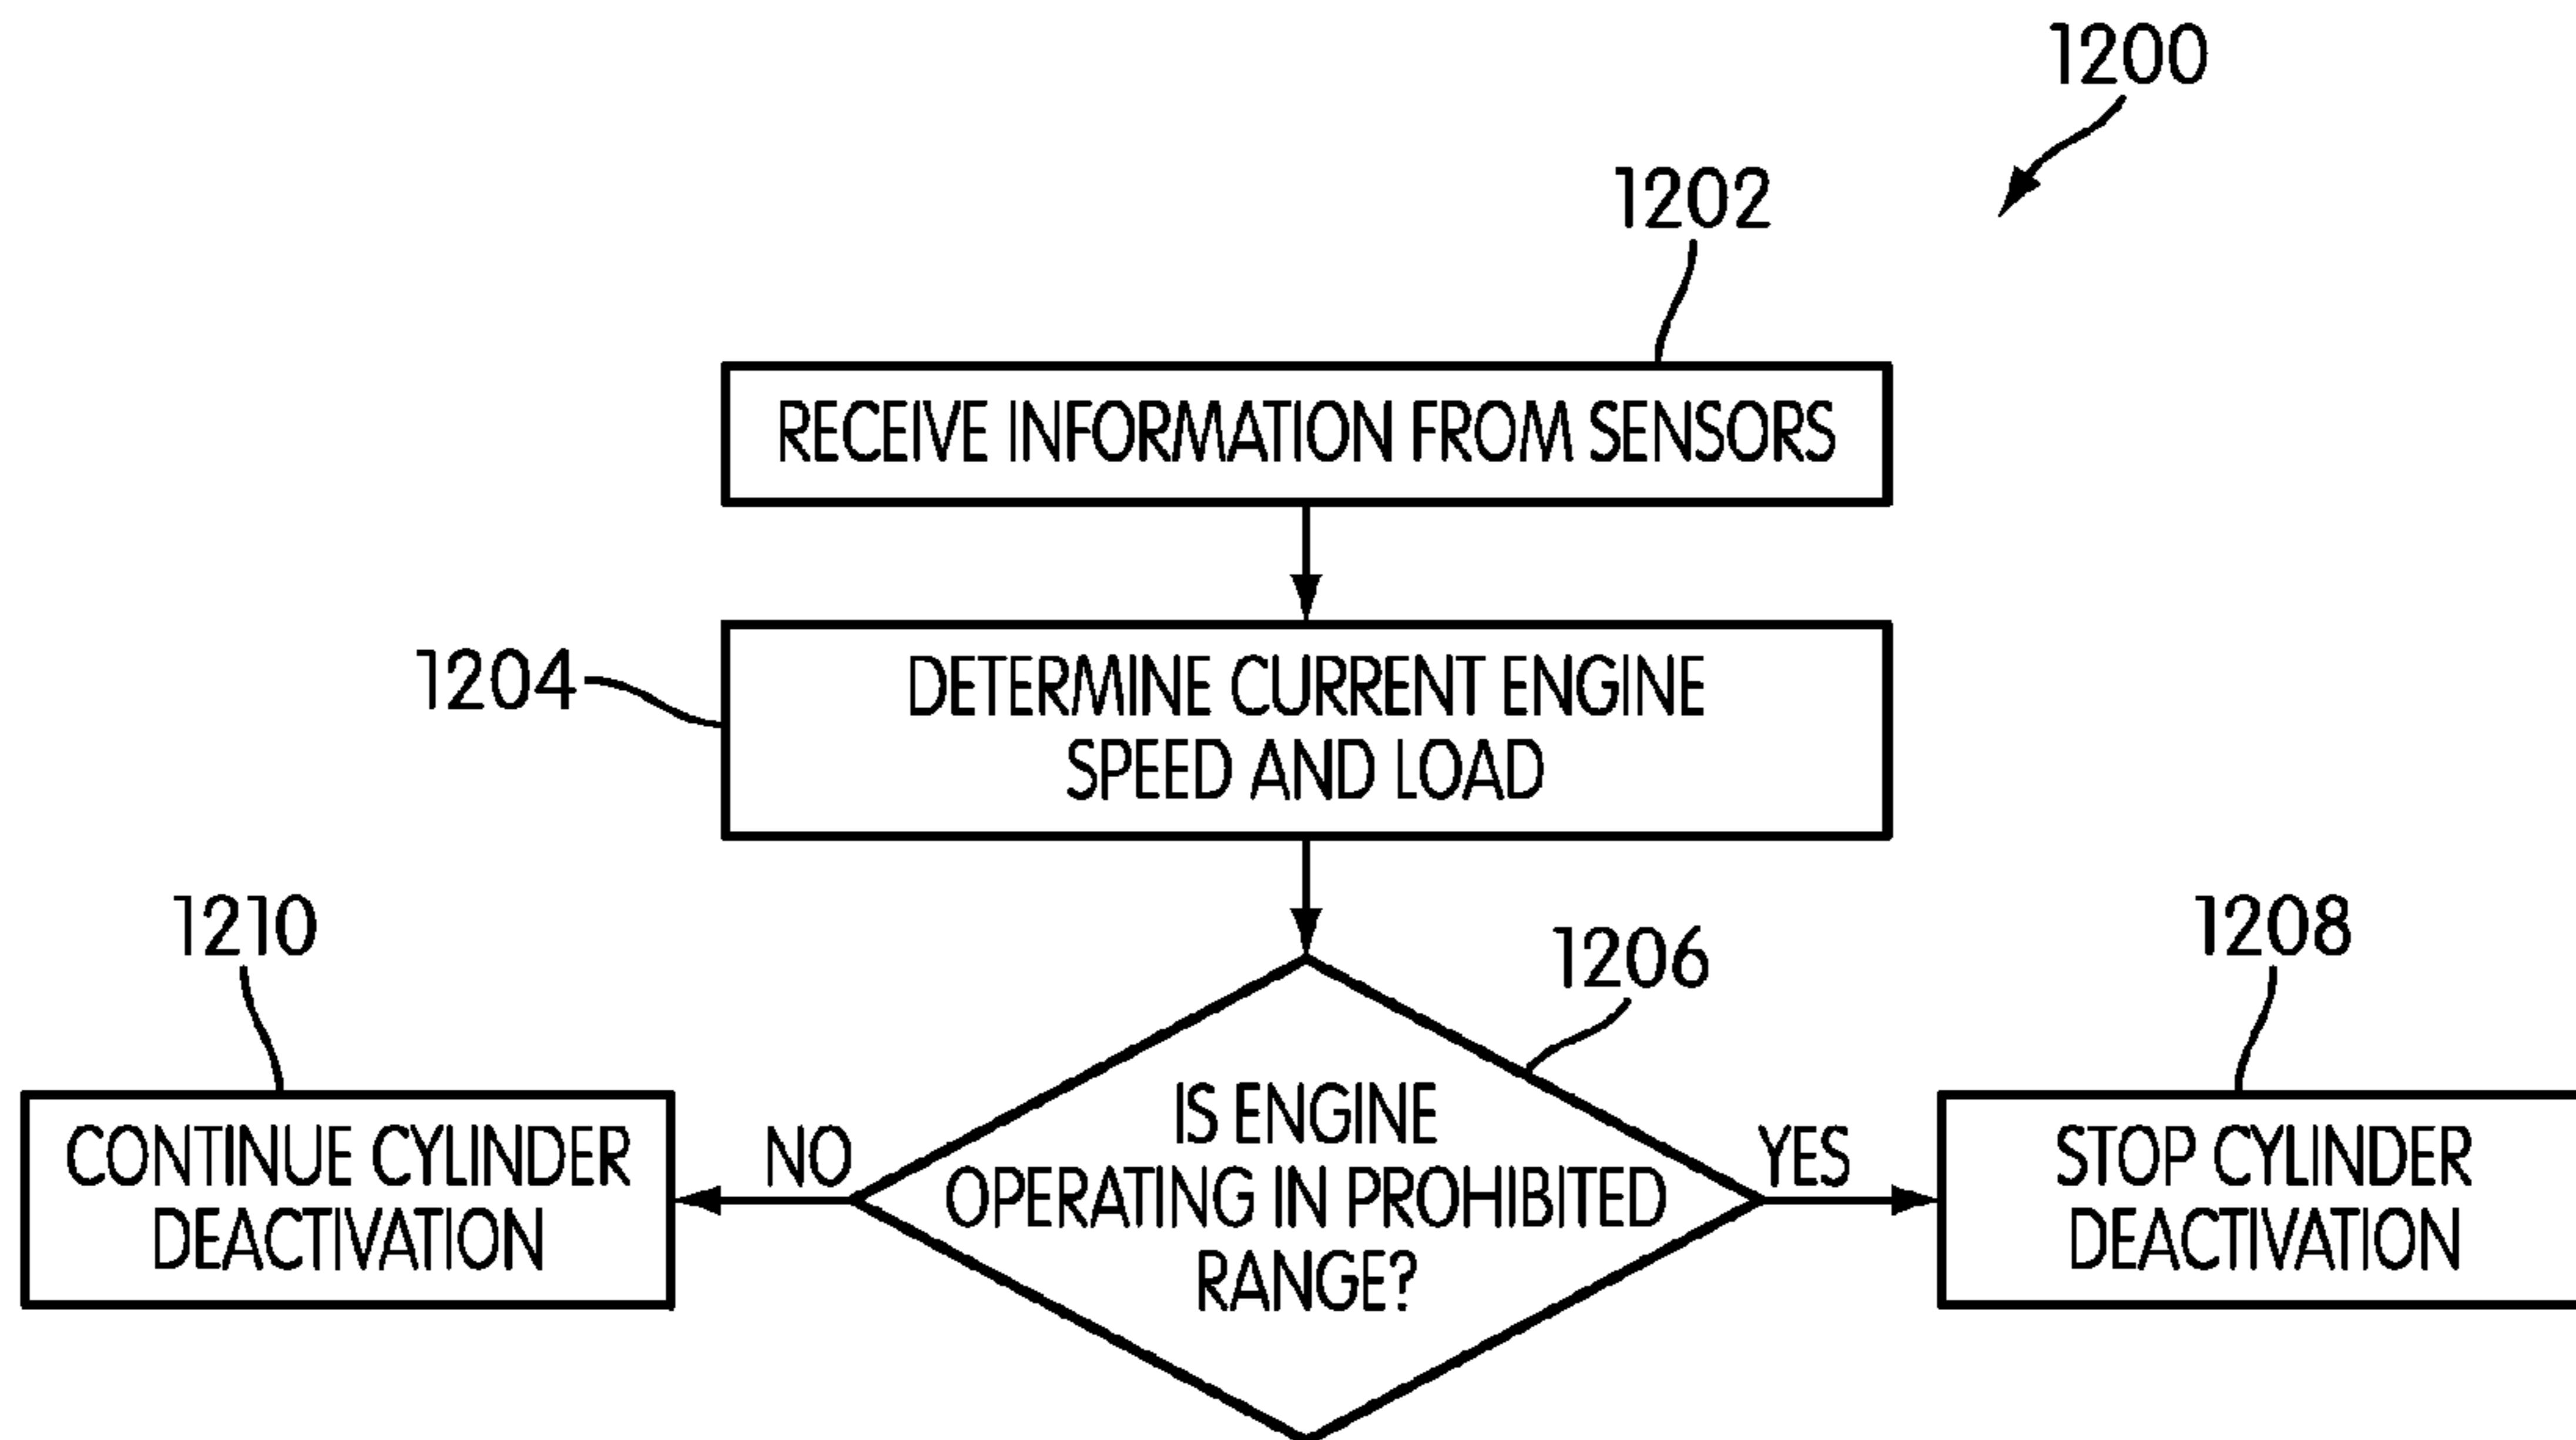 1200
1202
RECEIVE INFORMATION FROM SENSORS
1204
DETERMINE CURRENT ENGINE
SPEED AND LOAD
1210
1206
1208
CONTINUE CYLINDER
DEACTIVATION
NO
IS ENGINE
OPERATING IN PROHIBITED
RANGE?
YES
STOP CYLINDER
DEACTIVATION